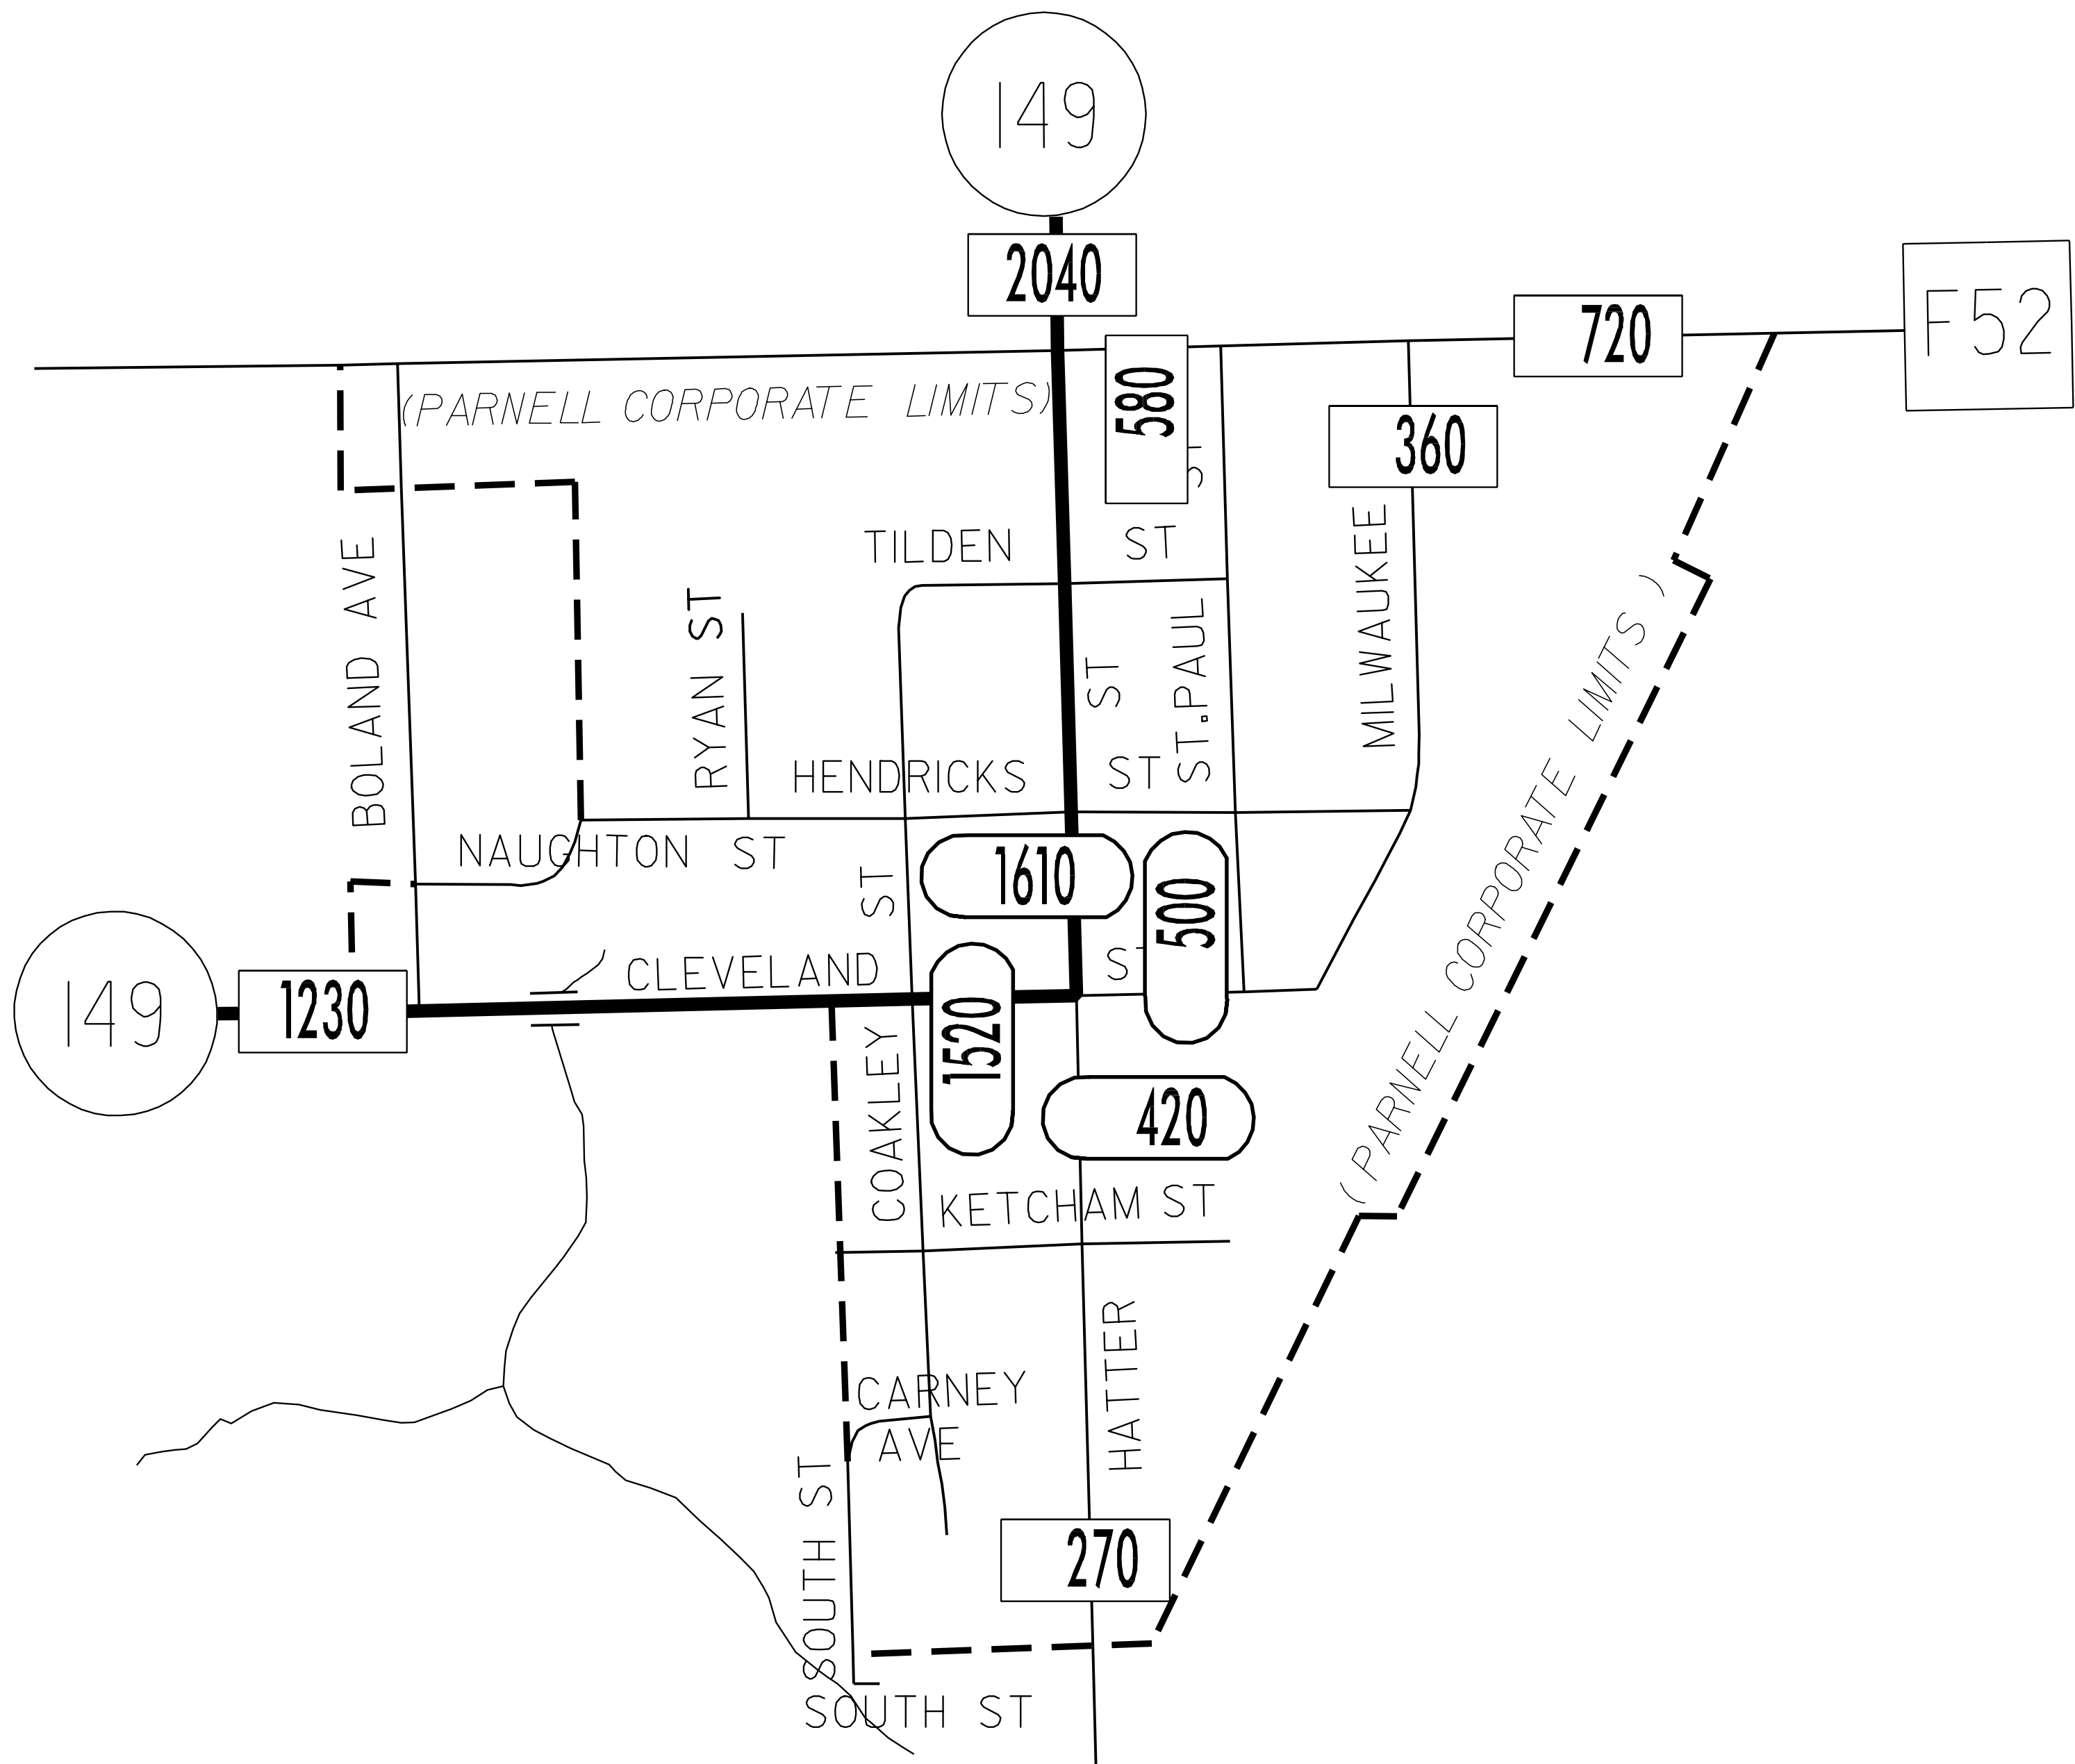 149
2040
F52
720
580
(PARNELL CORPORATE LIMITS)
360
S
TILDEN ST
BOLAND AVE
RYAN ST
ST
ST.PAUL
MILWAUKEE
HENDRICKS ST
NAUGHTON ST
1610
500
ST
CLEVELAND ST
149
1230
1520
(PARNELL CORPORATE LIMITS)
COAKLEY
420
KETCHAM ST
HATTER
CARNEY
AVE
SOUTH ST
270
SOUTH ST